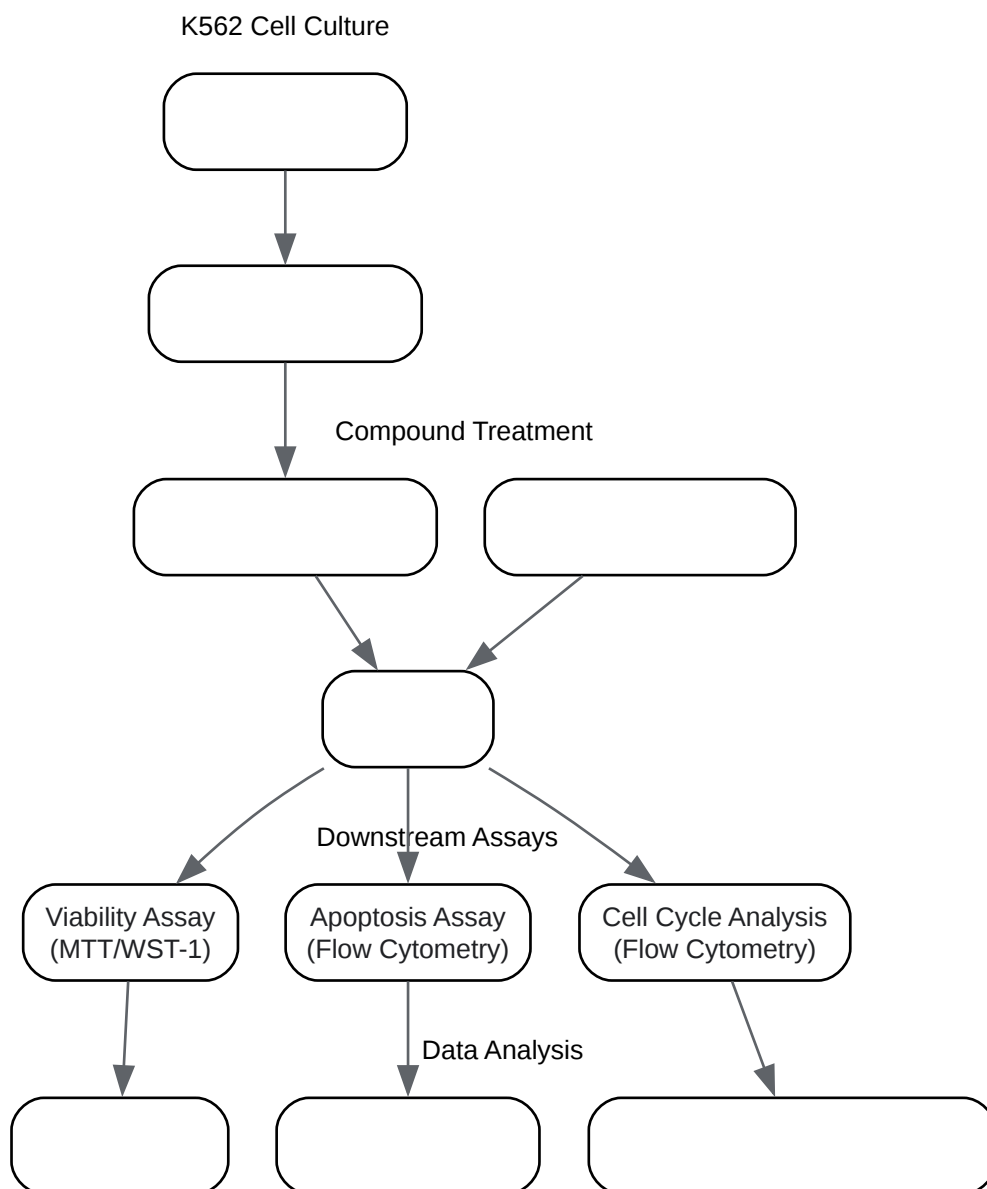 K562 Cell Culture
Compound Treatment
Downstream Assays
Viability Assay
(MTT/WST-1)
Apoptosis Assay
(Flow Cytometry)
Cell Cycle Analysis
(Flow Cytometry)
Data Analysis